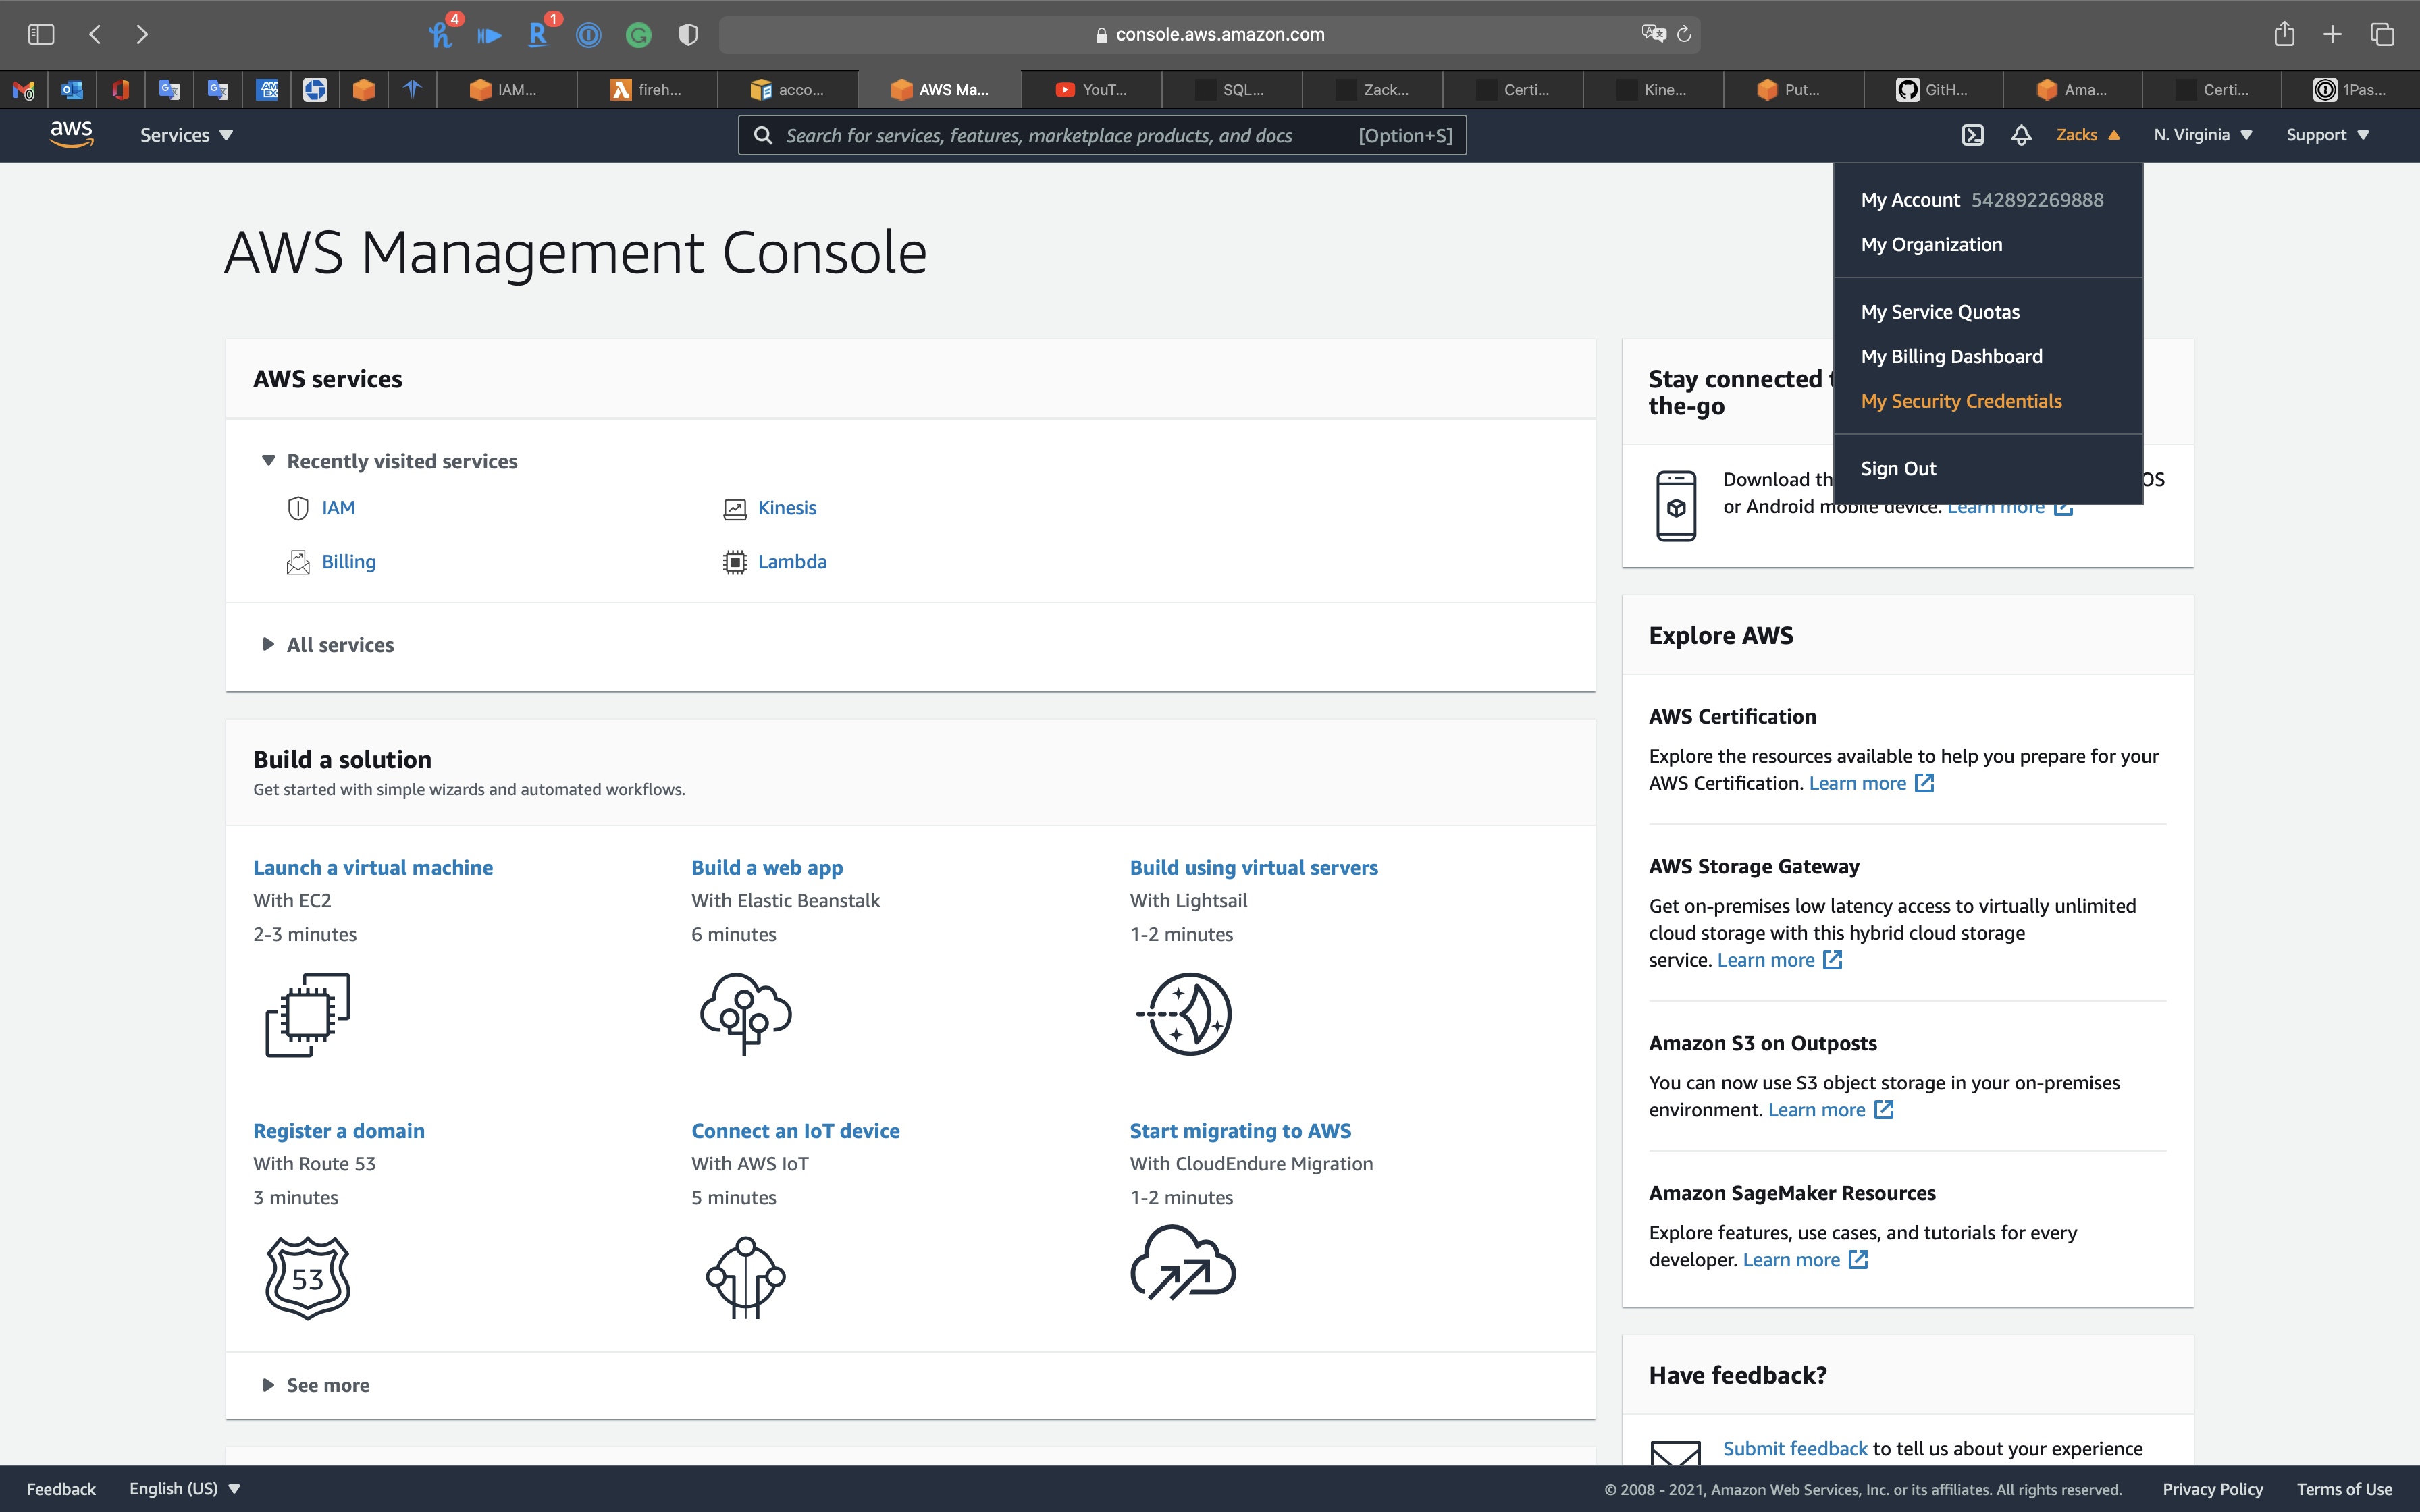 4
1
console.aws.amazon.com
IAM...
fireh...
acco...
AWS Ma...
YouT...
SQL...
Zack...
Certi...
Kine...
Put...
GitH...
Ama...
Certi...
1Pas...
aws
Services
Search for services, features, marketplace products, and docs
[Option+S]
Zacks
N. Virginia
Support
My Account 542892269888
My Organization
My Service Quotas
My Billing Dashboard
My Security Credentials
Sign Out
AWS Management Console
AWS services
Recently visited services
IAM
Kinesis
Billing
Lambda
All services
Build a solution
Get started with simple wizards and automated workflows.
Launch a virtual machine
With EC2
2-3 minutes
Build a web app
With Elastic Beanstalk
6 minutes
Build using virtual servers
With Lightsail
1-2 minutes
Register a domain
With Route 53
3 minutes
53
Connect an IoT device
With AWS IoT
5 minutes
Start migrating to AWS
With CloudEndure Migration
1-2 minutes
See more
Stay connected
the-go
Download th
OS
or Android mobile device. Learn more
Explore AWS
AWS Certification
Explore the resources available to help you prepare for your
AWS Certification. Learn more
AWS Storage Gateway
Get on-premises low latency access to virtually unlimited
cloud storage with this hybrid cloud storage
service. Learn more
Amazon S3 on Outposts
You can now use S3 object storage in your on-premises
environment. Learn more
Amazon SageMaker Resources
Explore features, use cases, and tutorials for every
developer. Learn more
Have feedback?
Submit feedback to tell us about your experience
Feedback
English (US)
© 2008 - 2021, Amazon Web Services, Inc. or its affiliates. All rights reserved.
Privacy Policy
Terms of Use